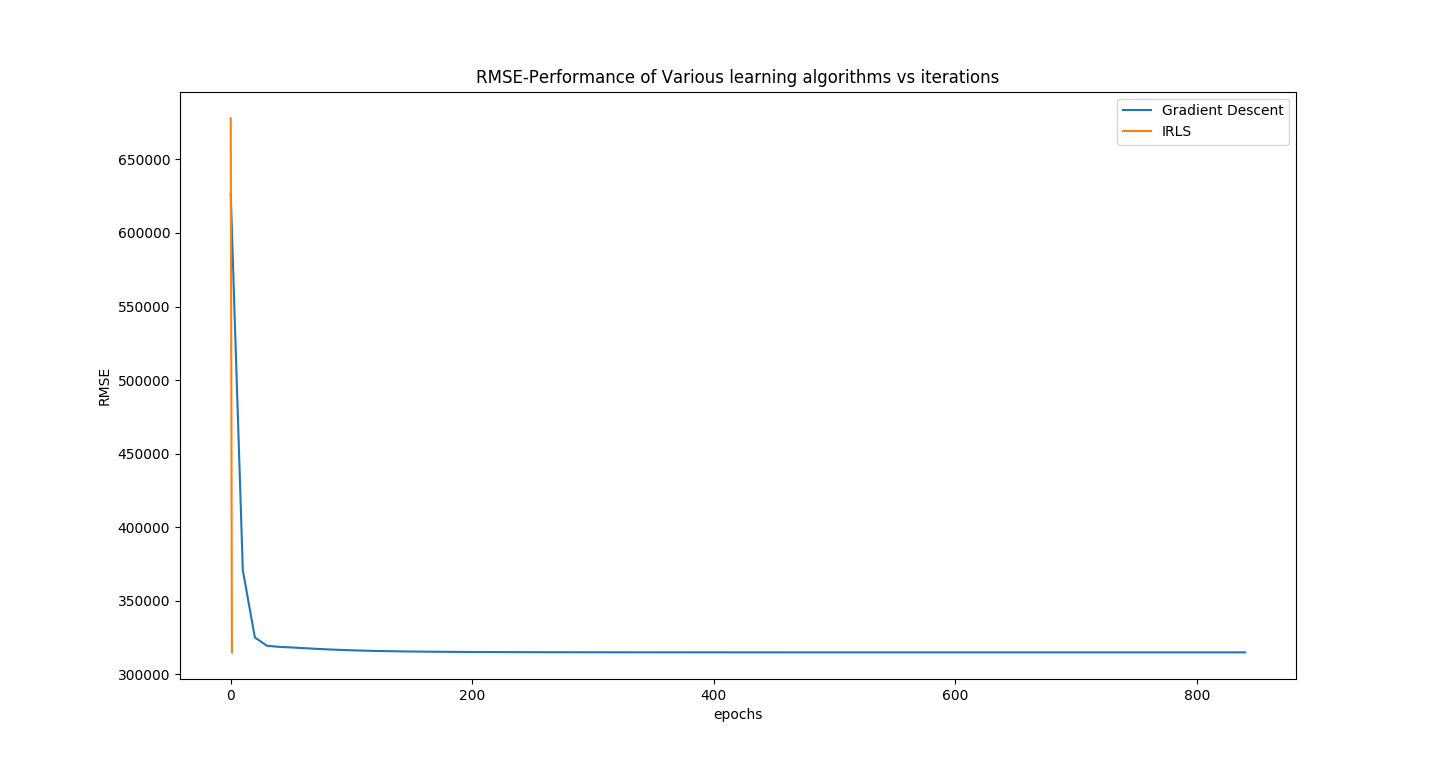 RMSE-Performance of Various learning algorithms vs iterations
Gradient Descent
IRLS
650000
600000
550000
500000
450000
400000
350000
300000
RMSE
0 200 400 600 800
epochs